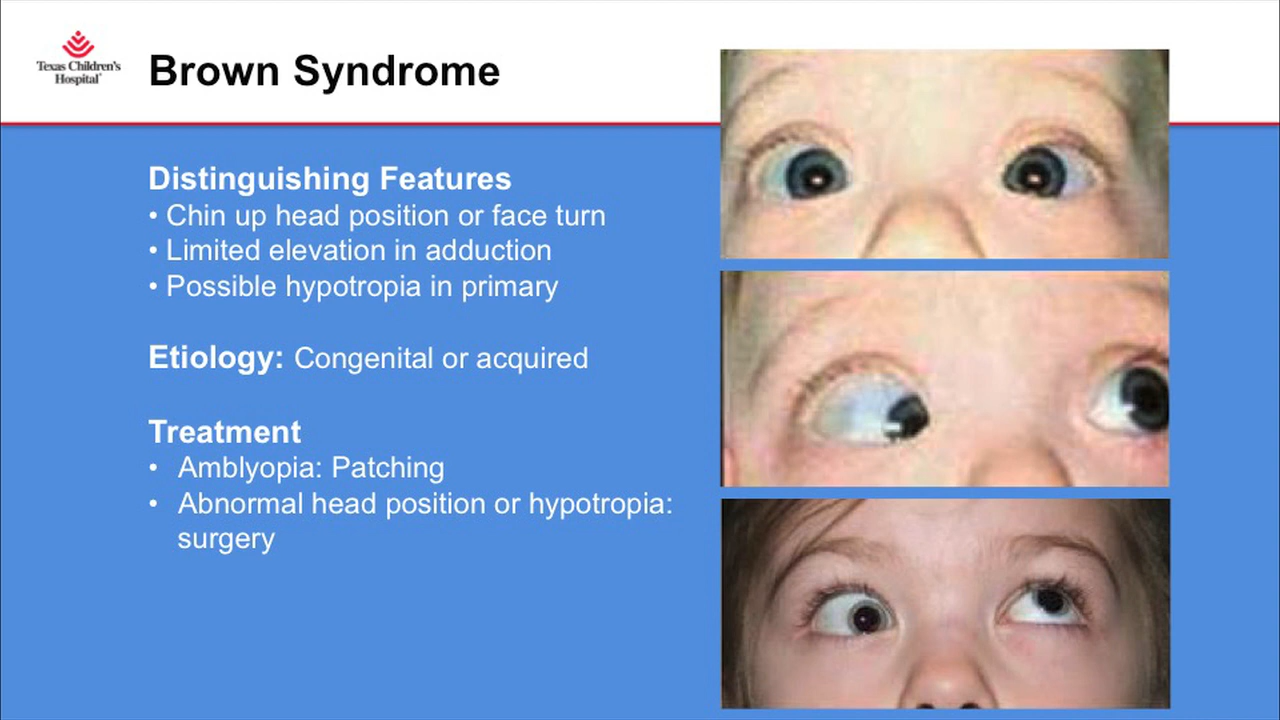 Texas Children's
Hospital
Brown Syndrome
Distinguishing Features
• Chin up head position or face turn
• Limited elevation in adduction
• Possible hypotropia in primary
Etiology: Congenital or acquired
Treatment
• Amblyopia: Patching
• Abnormal head position or hypotropia:
surgery